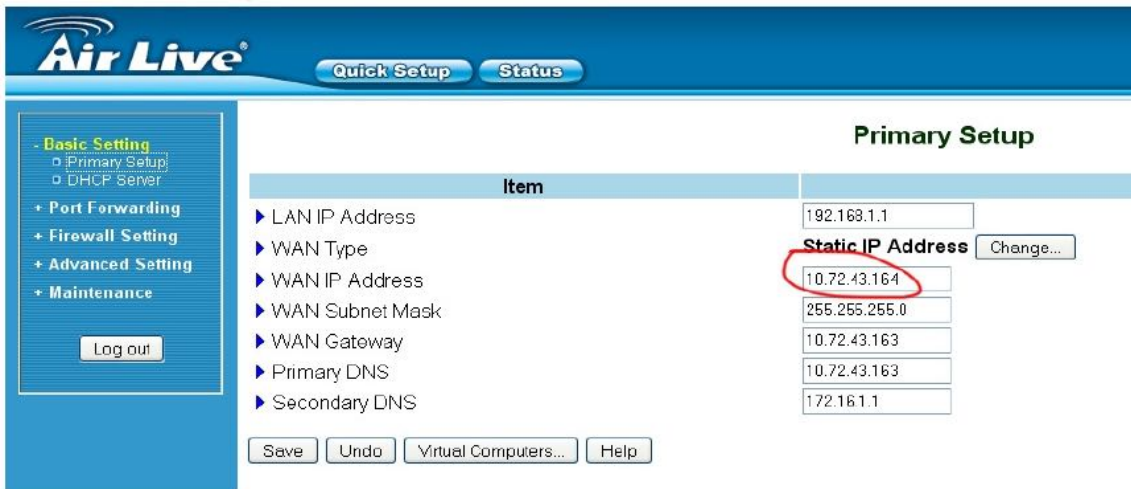 Air Live®
Quick Setup Status
- Basic Setting
Primary Setup
DHCP Server
+ Port Forwarding
+ Firewall Setting
+ Advanced Setting
+ Maintenance
Log out
Primary Setup
Item
LAN IP Address 192.168.1.1
WAN Type Static IP Address Change...
WAN IP Address 10.72.43.164
WAN Subnet Mask 255.255.255.0
WAN Gateway 10.72.43.163
Primary DNS 10.72.43.163
Secondary DNS 172.16.1.1
Save Undo Virtual Computers... Help